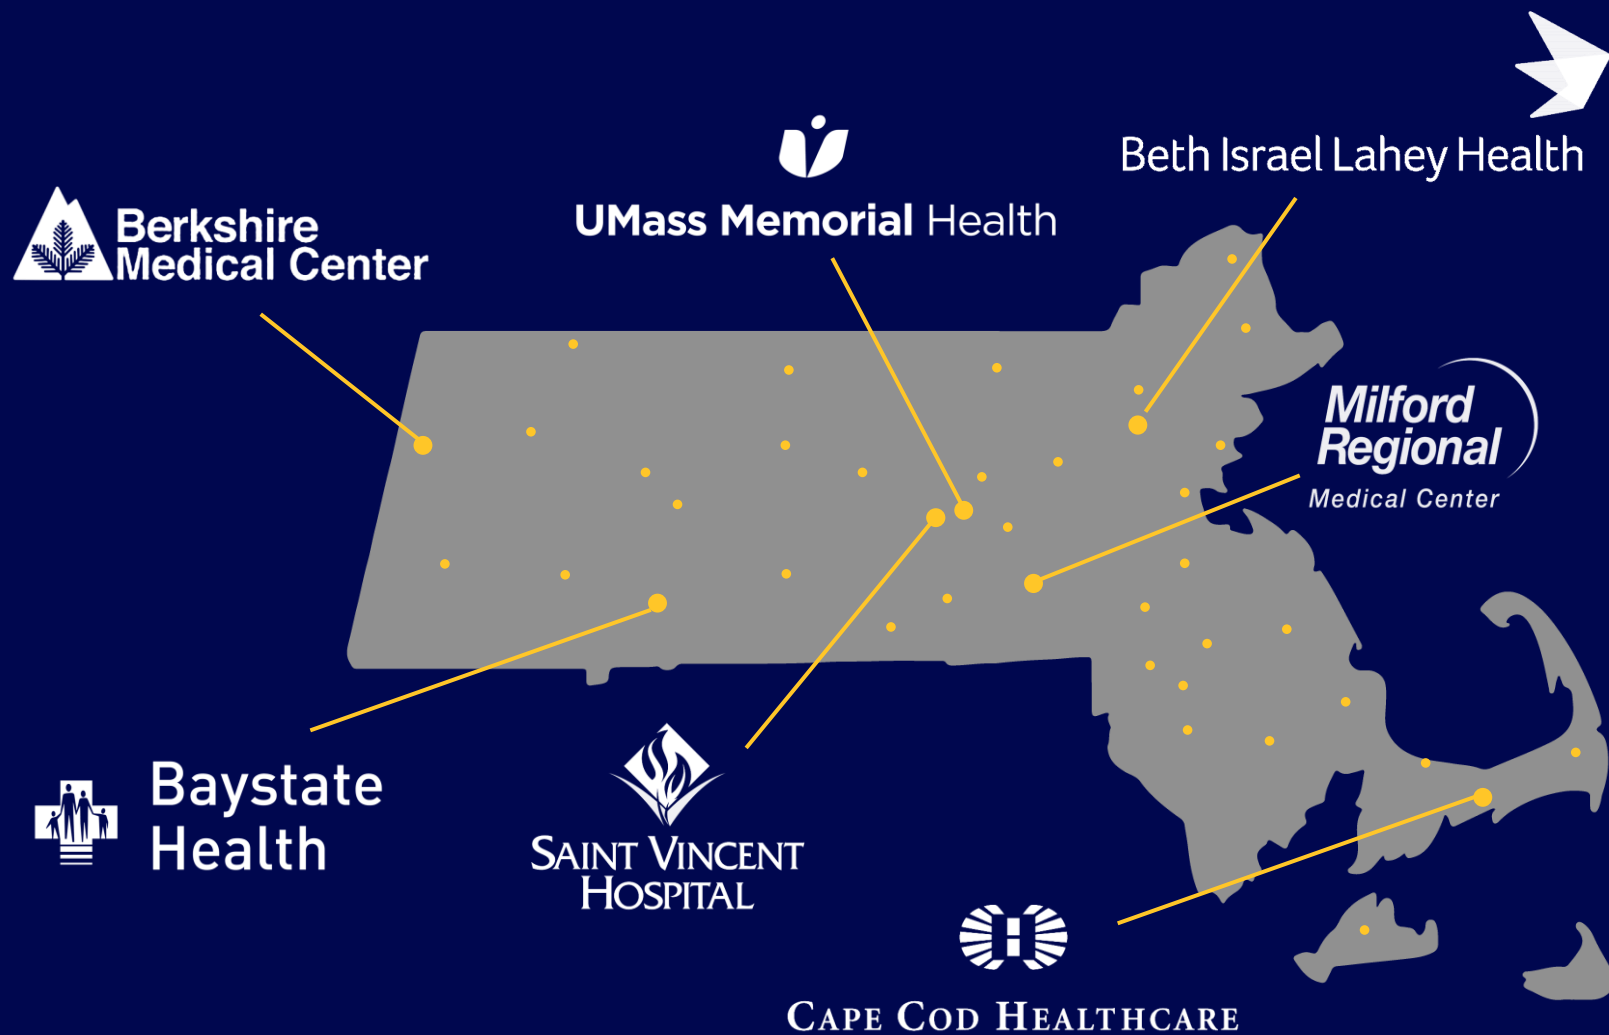 Beth Israel Lahey Health
UMass Memorial Health
Berkshire
Medical Center
Milford
Regional
Medical Center
Baystate
Health
SAINT VINCENT
HOSPITAL
H
CAPE COD HEALTHCARE